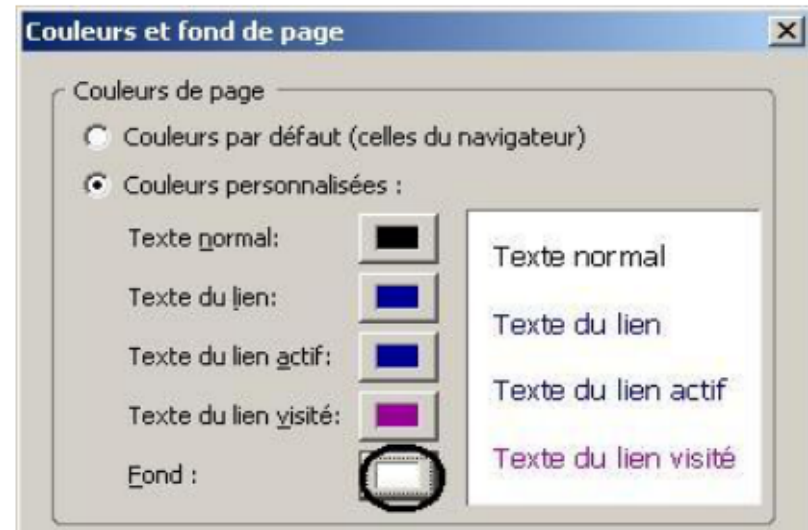 Couleurs et fond de page
Couleurs de page
Couleurs par défaut (celles du navigateur)
Couleurs personnalisées :
Texte normal:
Texte du lien:
Texte du lien actif:
Texte du lien visité:
Fond :
Texte normal
Texte du lien
Texte du lien actif
Texte du lien visité